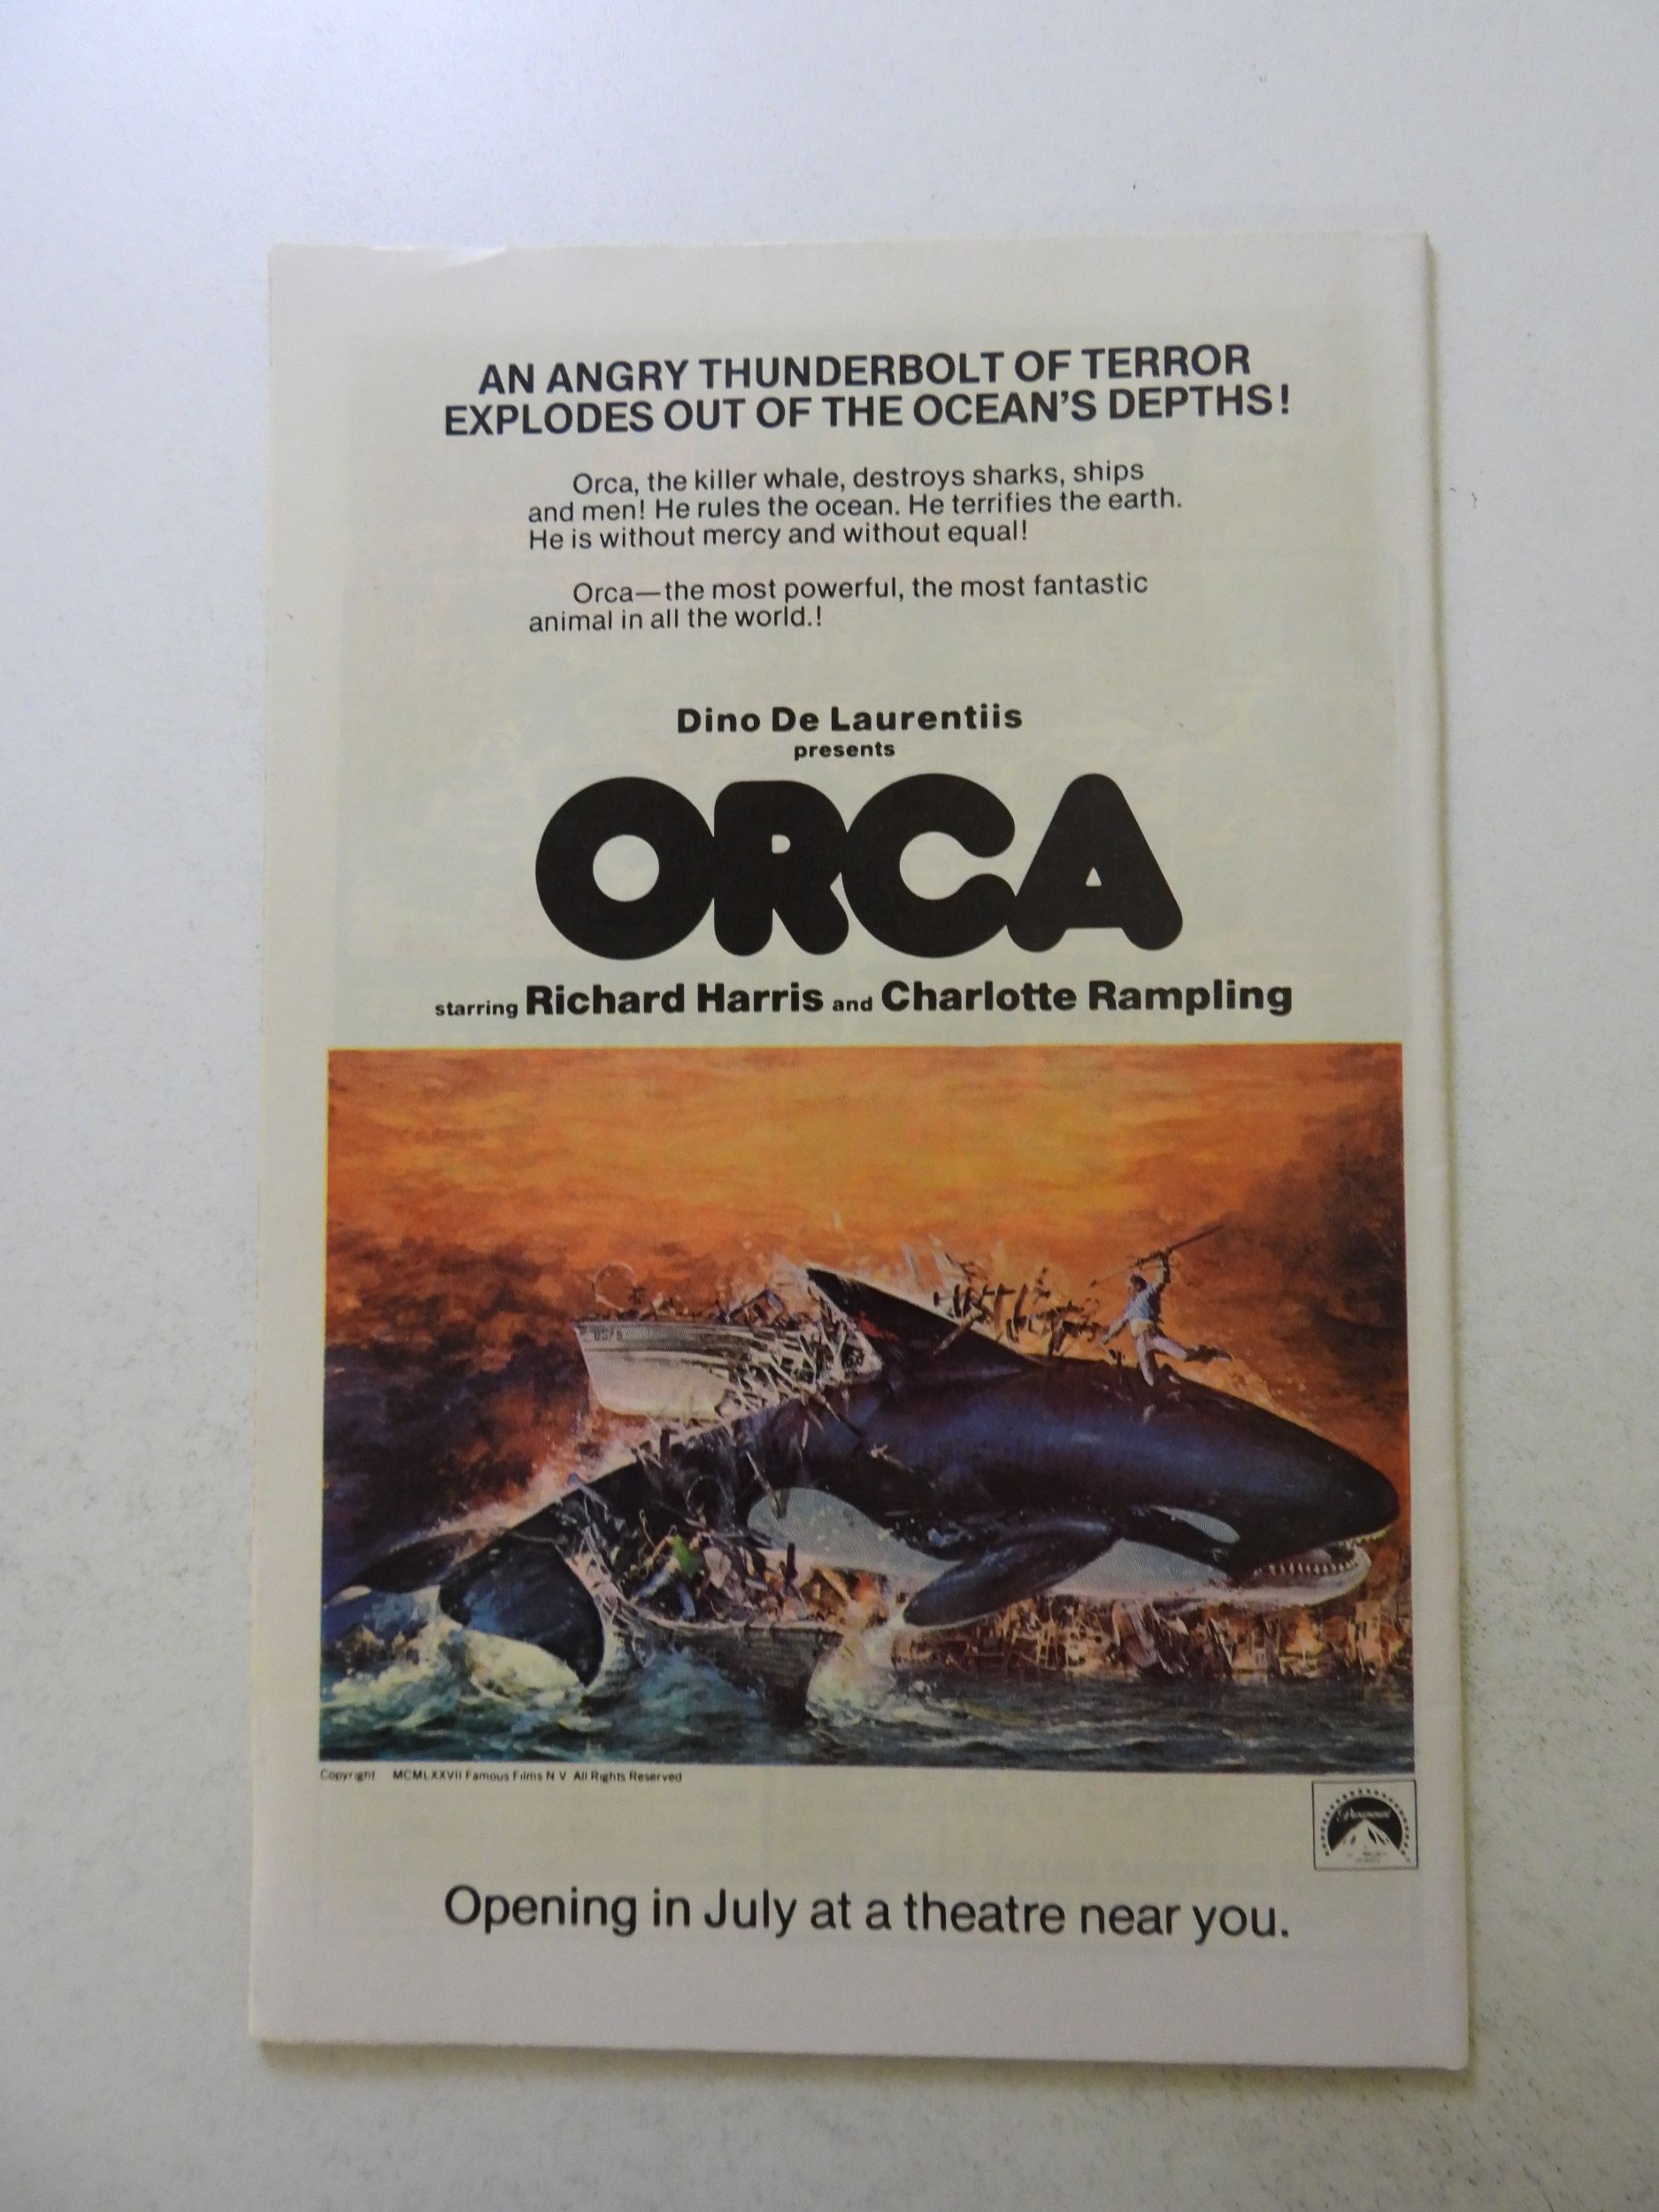 AN ANGRY THUNDERBOLT OF TERROR
EXPLODES OUT OF THE OCEAN'S DEPTHS!
Orca, the killer whale, destroys sharks, ships
and men! He rules the ocean. He terrifies the earth.
He is without mercy and without equal!
Orca—the most powerful, the most fantastic
animal in all the world.!
Dino De Laurentiis
presents
ORCA
starring Richard Harris and Charlotte Rampling
Copyright MCMLXXVII Famous Films N V All Rights Reserved
Paramount
Opening in July at a theatre near you.